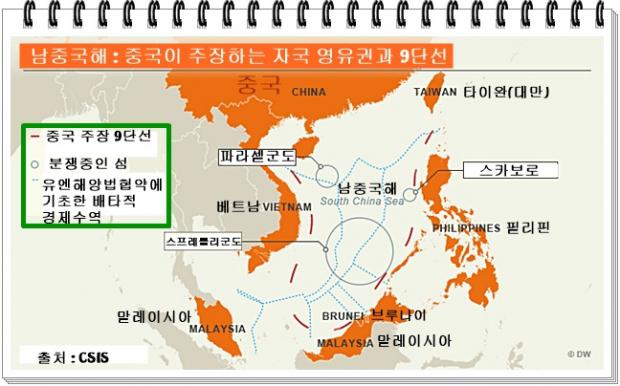 남중국해 : 중국이 주장하는 자국 영유권과 9단선
중국
CHINA
TAIWAN 타이완(대만)
중국 주장 9단선
분쟁중인 섬
유엔해양법협약에
기초한 배타적
경제수역
파라셀군도
스카보로
남중국해
South China Sea
베트남 VIETNAM
PHILIPPINES 필리핀
스프레틀리군도
말레이시아
MALAYSIA
BRUNEI 브루나이
MALAYSIA 말레이시아
출처 : CSIS
© DW